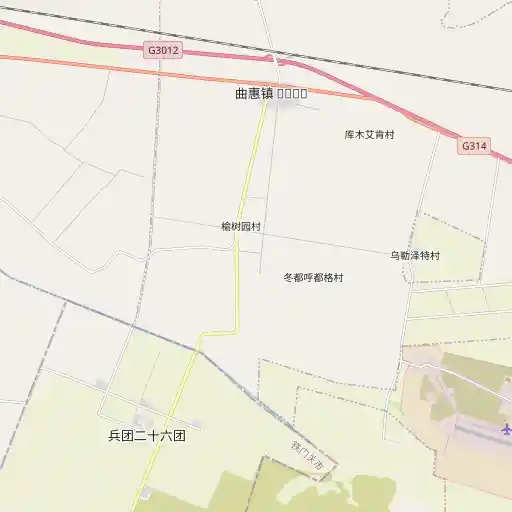 G3012
曲惠镇
库木艾肯村
G314
榆树园村
乌勒泽特村
冬都呼都格村
兵团二十六团
铁门关市